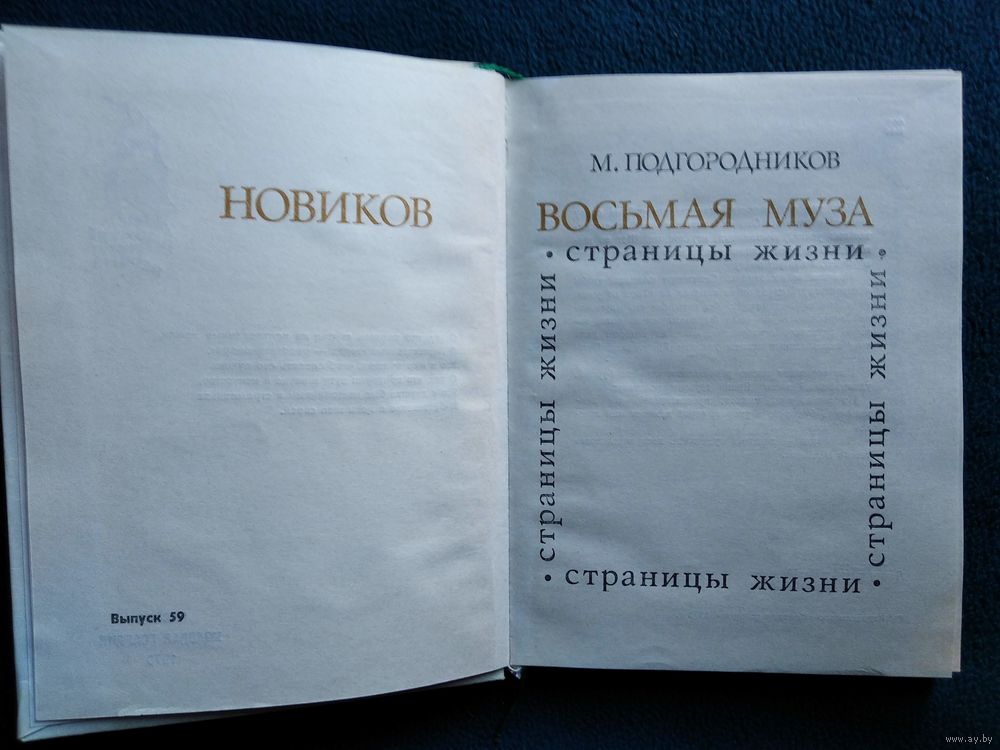 НОВИКОВ
Выпуск 59
М. ПОДГОРОДНИКОВ
ВОСЬМАЯ МУЗА
• страницы жизни •
страницы жизни
страницы жизни
• страницы жизни •
www.ay.by